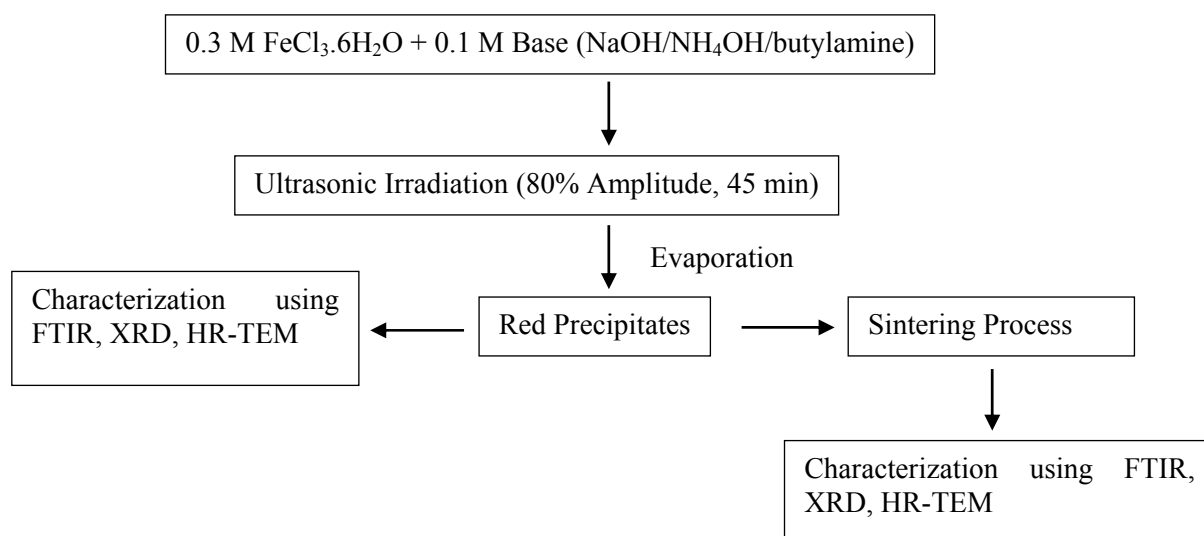 0.3 M FeCl₃.6H₂O + 0.1 M Base (NaOH/NH₄OH/butylamine)
Ultrasonic Irradiation (80% Amplitude, 45 min)
Evaporation
Characterization using
FTIR, XRD, HR-TEM
Red Precipitates
Sintering Process
Characterization using FTIR,
XRD, HR-TEM